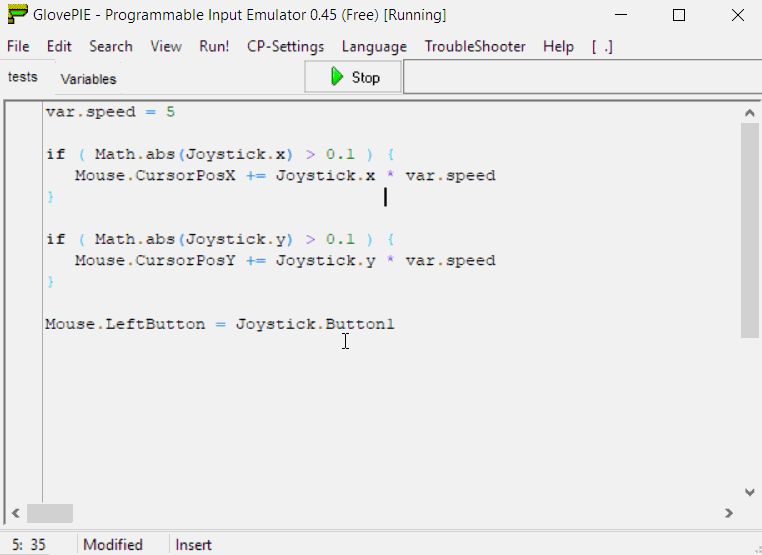 GlovePIE - Programmable Input Emulator 0.45 (Free) [Running]
File Edit Search View Run! CP-Settings Language TroubleShooter Help [ .]
tests Variables Stop
var.speed = 5
if ( Math.abs(Joystick.x) > 0.1 ) {
Mouse.CursorPosX += Joystick.x * var.speed
}
if ( Math.abs(Joystick.y) > 0.1 ) {
Mouse.CursorPosY += Joystick.y * var.speed
}
Mouse.LeftButton = Joystick.Button1
5: 35 Modified Insert